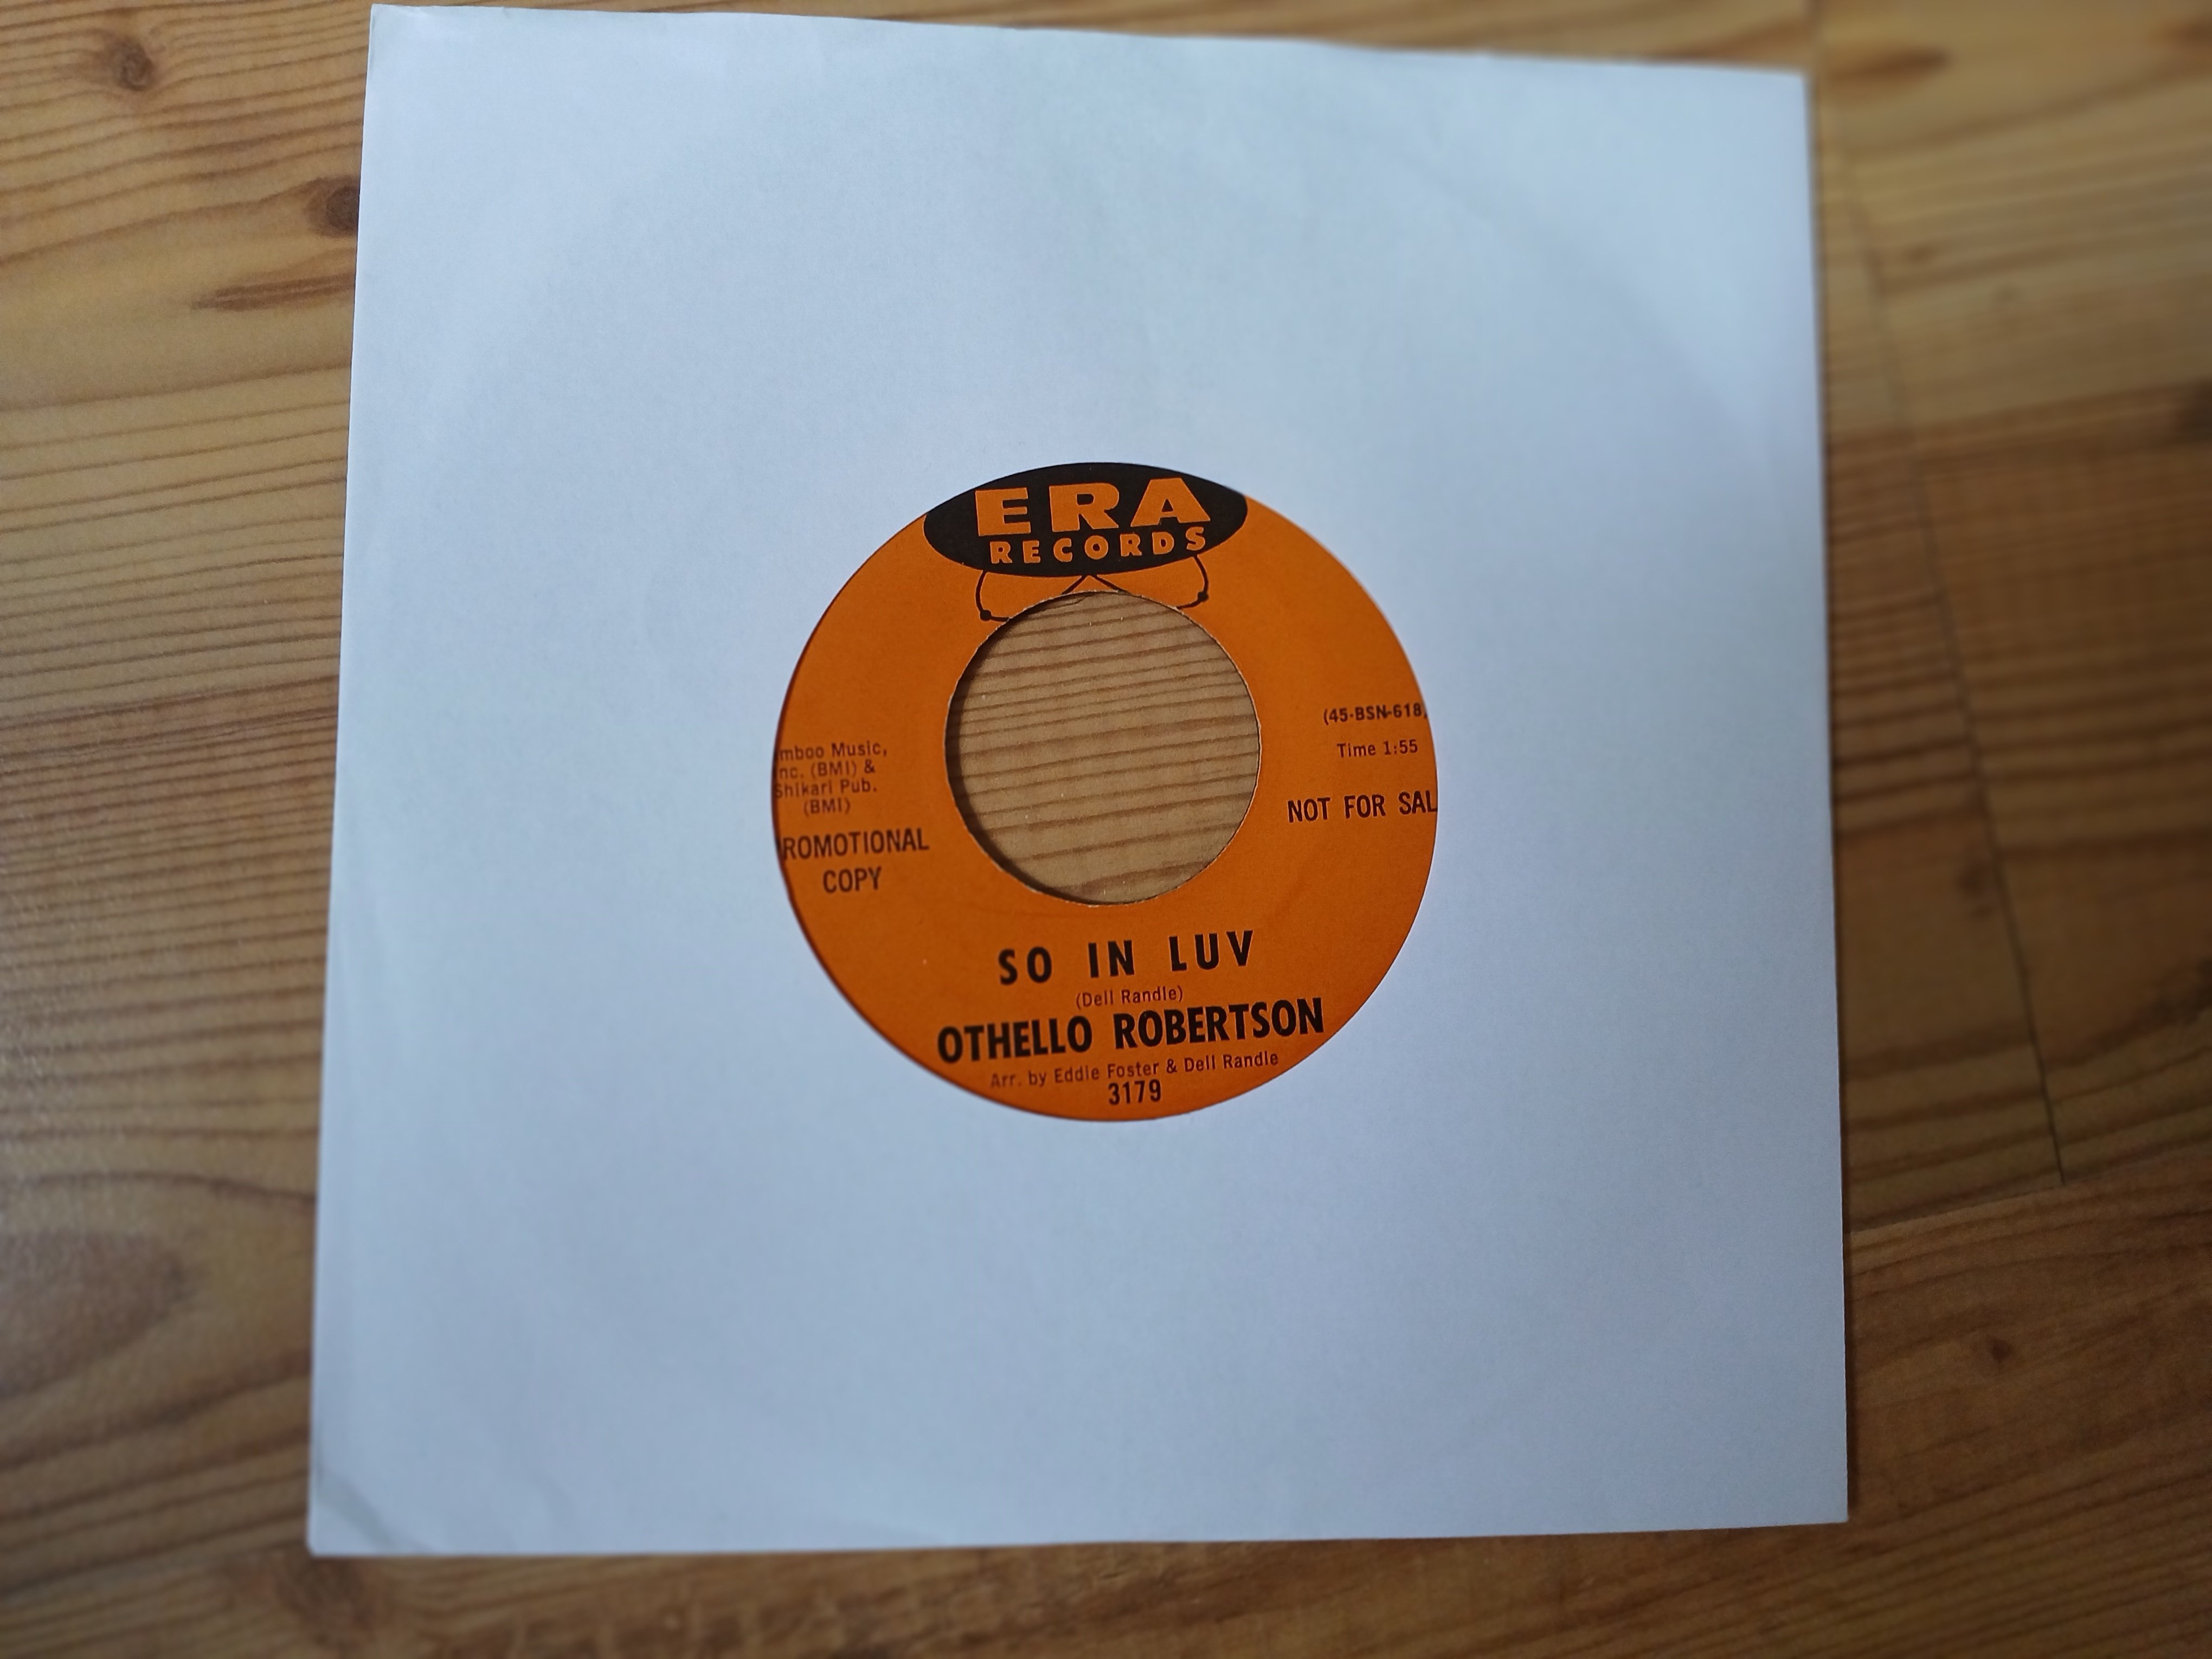 ERA
RECORDS
(45-BSN-618
Time 1:55
NOT FOR SAL
mboo Music,
nc. (BMI) &
Shikari Pub.
(BMI)
ROMOTIONAL
COPY
SO IN LUV
(Dell Randle)
OTHELLO ROBERTSON
Arr. by Eddie Foster & Dell Randle
3179